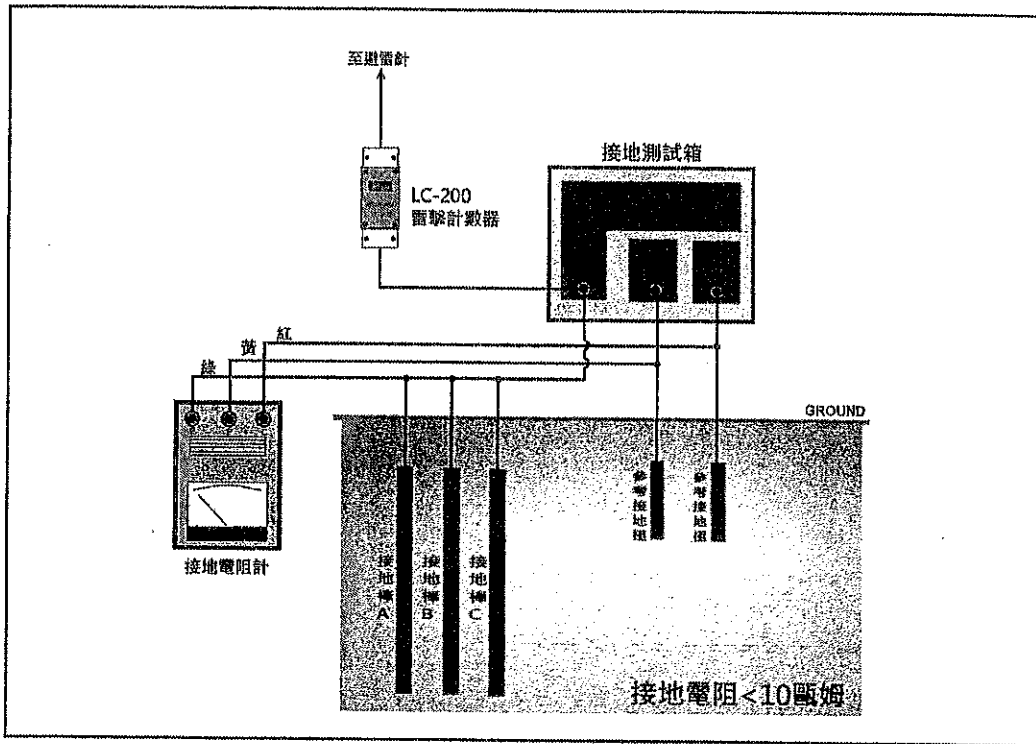 至避雷針
接地測試箱
LC-200
雷擊計數器
紅
黃
綠
GROUND
參考接地極
參考接地極
接地電阻計
接地棒A
接地棒B
接地棒C
接地電阻<10歐姆